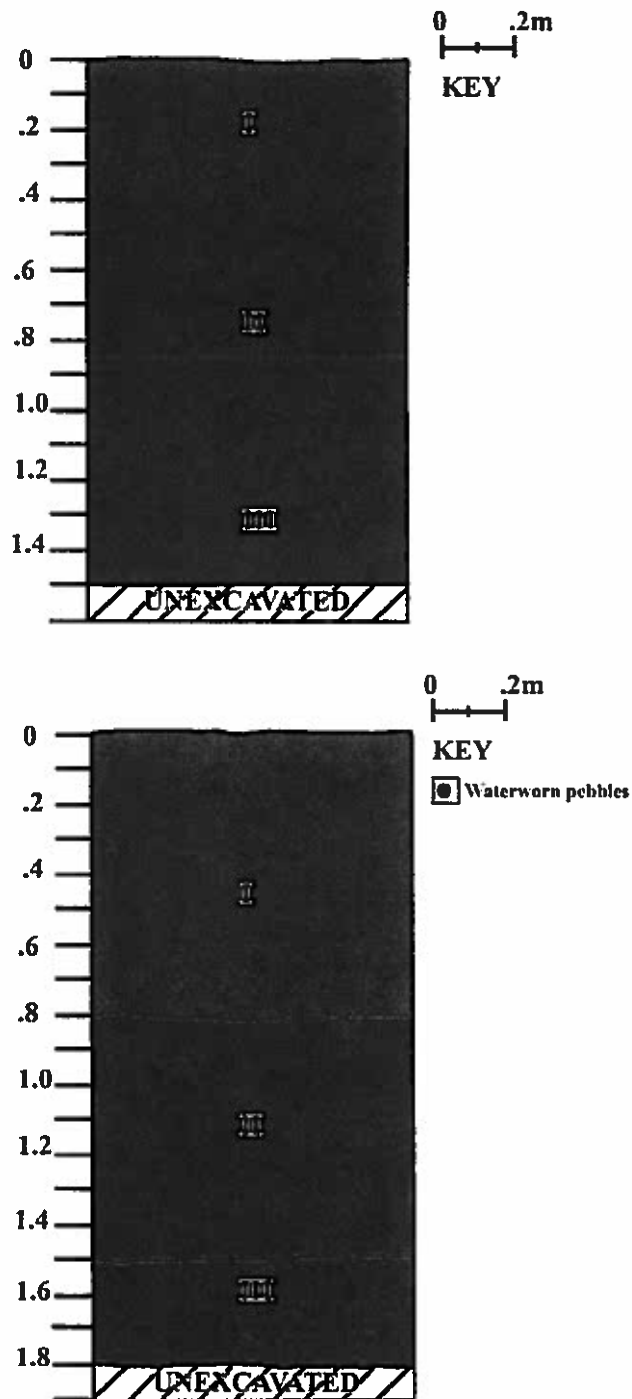 0 .2m
KEY
0
.2
.4
.6
.8
1.0
1.2
1.4
I
II
III
UNEXCAVATED
0 .2m
KEY
Waterworn pebbles
0
.2
.4
.6
.8
1.0
1.2
1.4
1.6
1.8
I
II
III
UNEXCAVATED